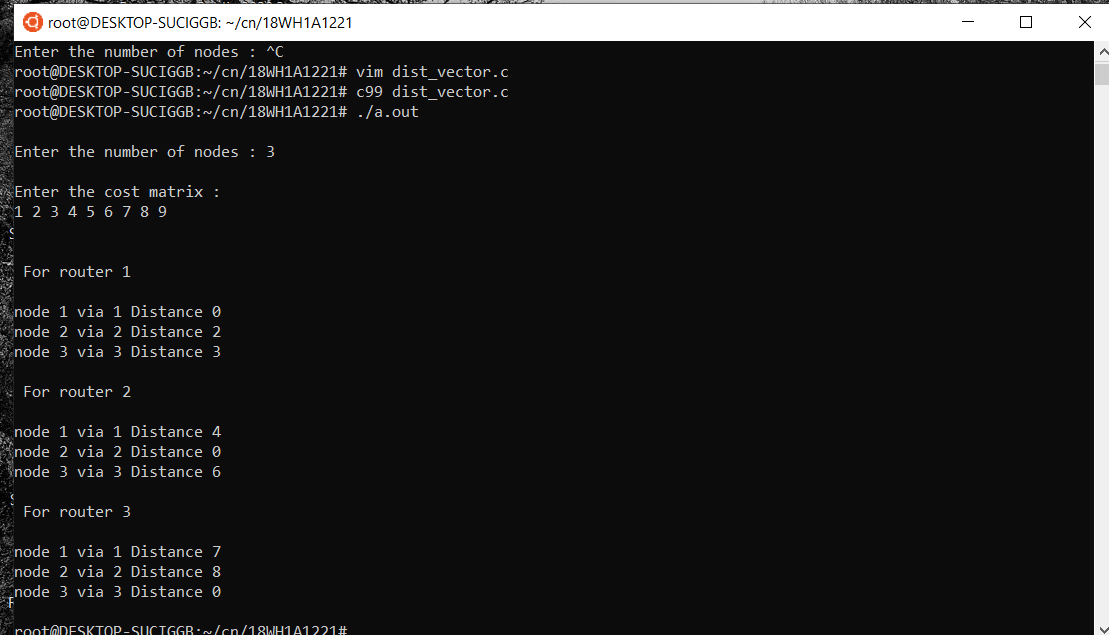 root@DESKTOP-SUCIGGB: ~/cn/18WH1A1221
Enter the number of nodes : ^C
root@DESKTOP-SUCIGGB:~/cn/18WH1A1221# vim dist_vector.c
root@DESKTOP-SUCIGGB:~/cn/18WH1A1221# c99 dist_vector.c
root@DESKTOP-SUCIGGB:~/cn/18WH1A1221# ./a.out
Enter the number of nodes : 3
Enter the cost matrix :
1 2 3 4 5 6 7 8 9
For router 1
node 1 via 1 Distance 0
node 2 via 2 Distance 2
node 3 via 3 Distance 3
For router 2
node 1 via 1 Distance 4
node 2 via 2 Distance 0
node 3 via 3 Distance 6
For router 3
node 1 via 1 Distance 7
node 2 via 2 Distance 8
node 3 via 3 Distance 0
root@DESKTOP-SUCIGGB:~/cn/18WH1A1221#